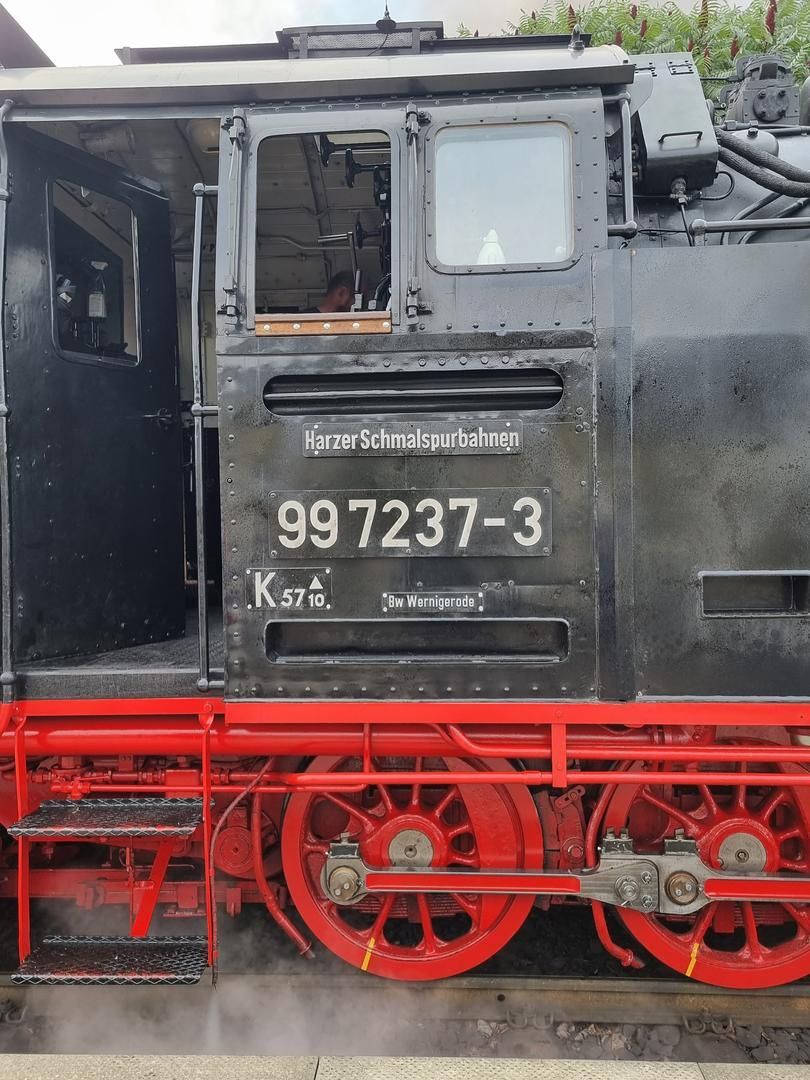 Harzer Schmalspurbahnen
99 7237-3
K 57 10
Bw Wernigerode